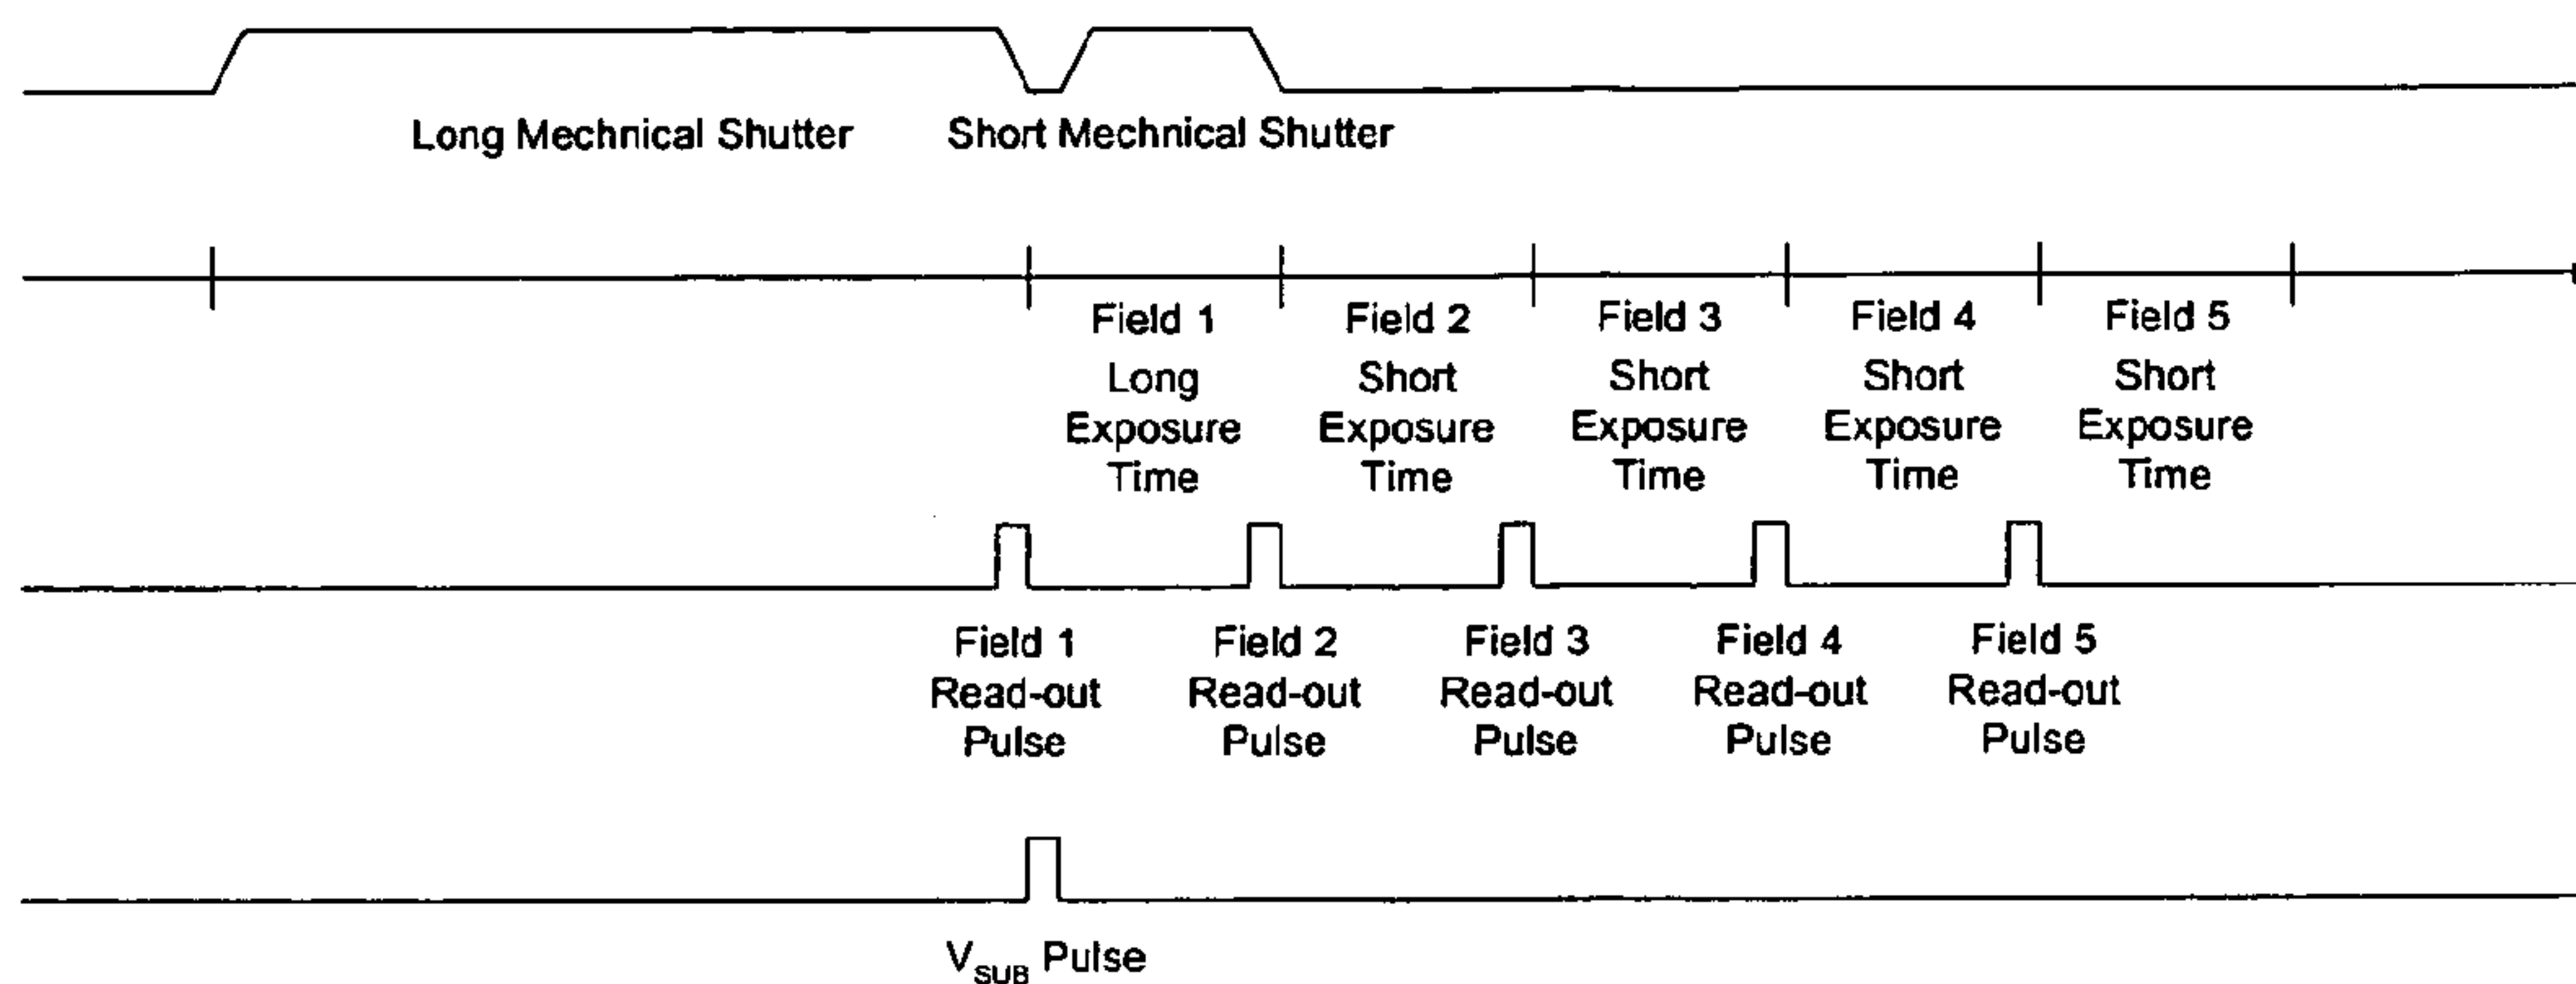 Long Mechnical Shutter Short Mechnical Shutter
Field 1 Field 2 Field 3 Field 4 Field 5
Long Short Short Short Short
Exposure Exposure Exposure Exposure Exposure
Time Time Time Time Time
Field 1 Field 2 Field 3 Field 4 Field 5
Read-out Read-out Read-out Read-out Read-out
Pulse Pulse Pulse Pulse Pulse
VSUB Pulse